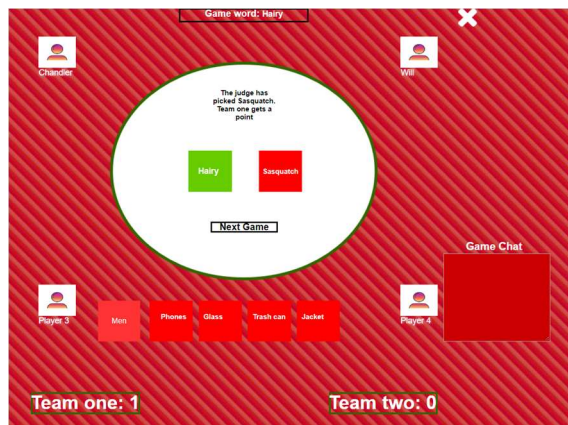 Game word: Hairy
Chandler
Will
The judge has
picked Sasquatch.
Team one gets a
point
Hairy
Sasquatch
Next Game
Game Chat
Player 3
Men
Phones
Glass
Trash can
Jacket
Player 4
Team one: 1
Team two: 0